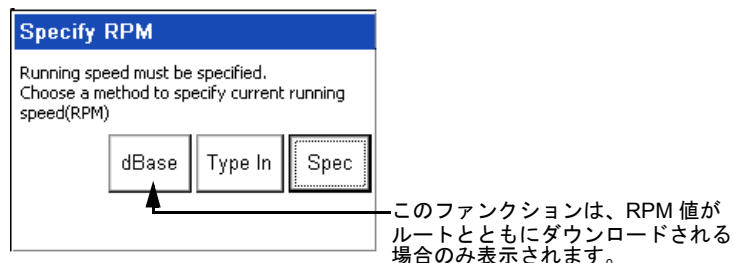 Specify RPM
Running speed must be specified.
Choose a method to specify current running
speed(RPM)
dBase
Type In
Spec
このファンクションは、RPM 値が
ルートとともにダウンロードされる
場合のみ表示されます。